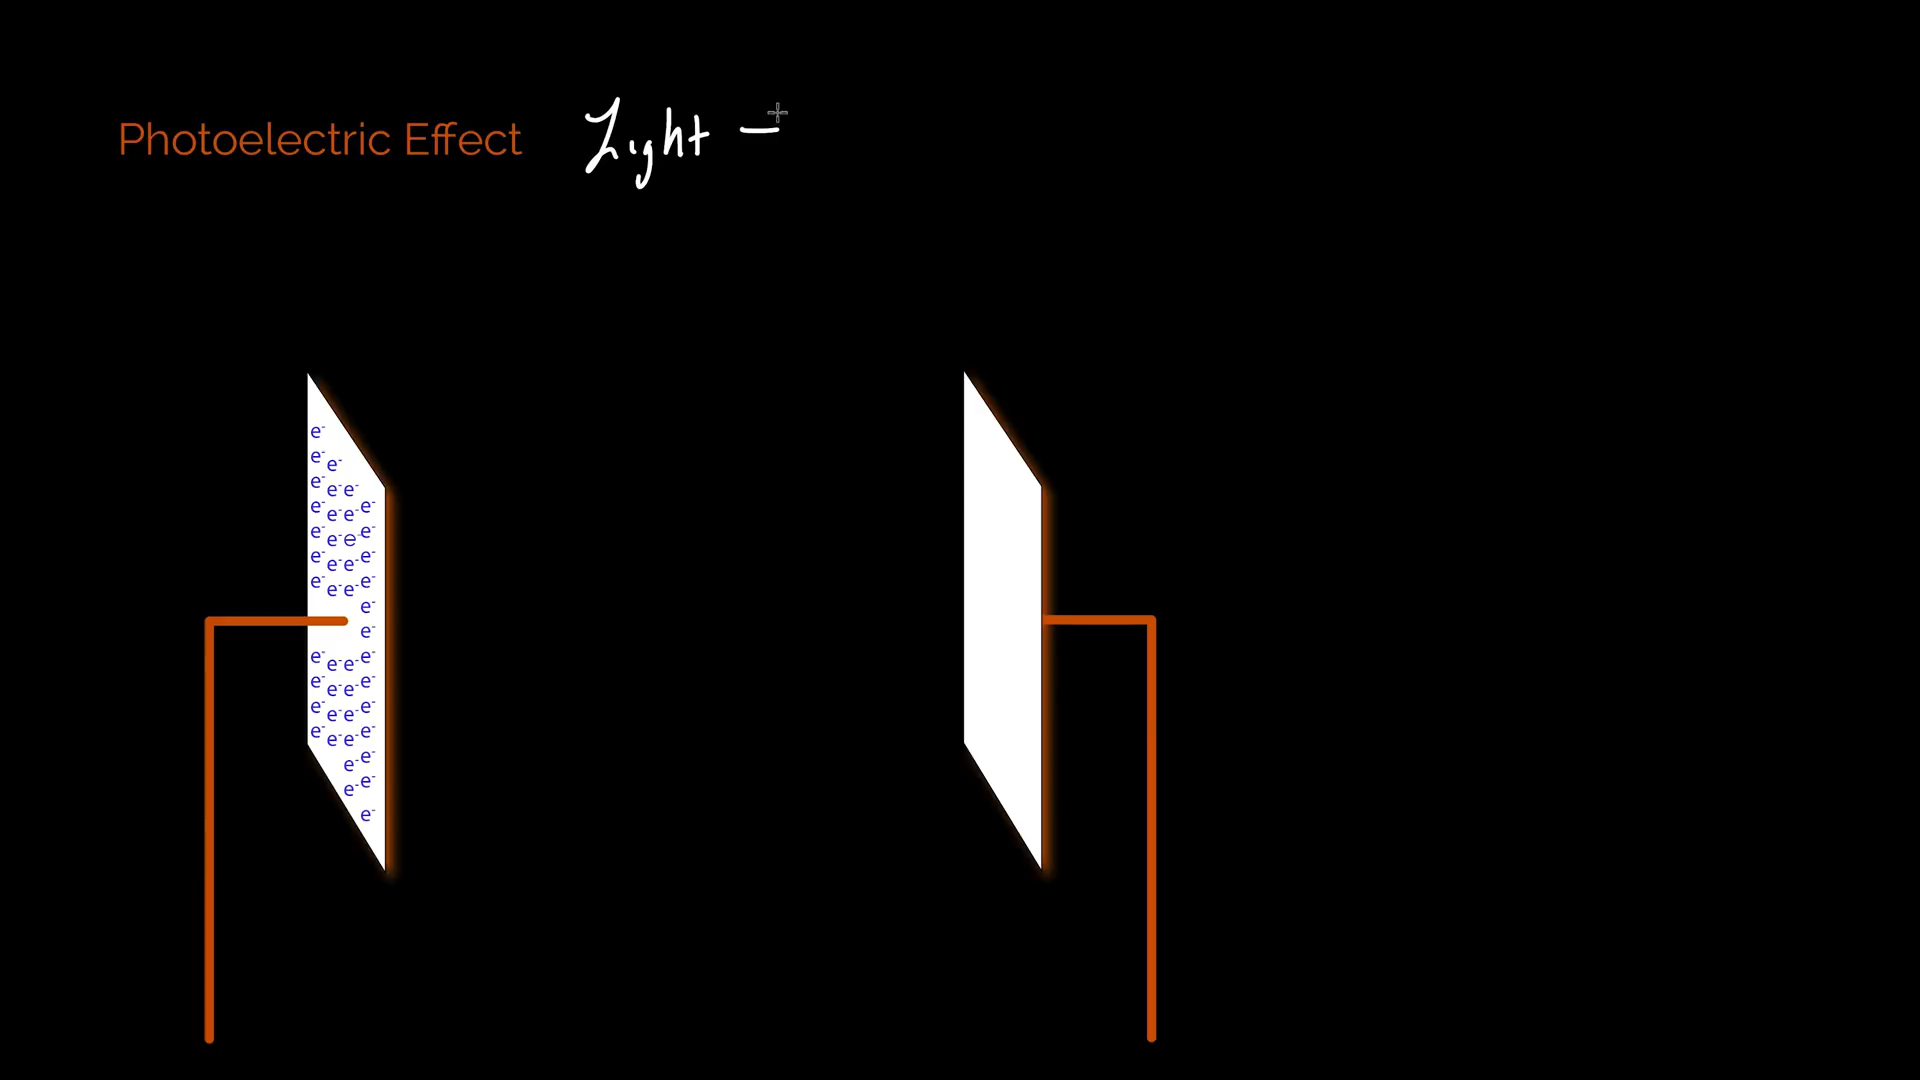 Photoelectric Effect Light –
e⁻
e⁻ e⁻
e⁻ e⁻ e⁻
e⁻ e⁻ e⁻ e⁻
e⁻ e⁻ e⁻ e⁻
e⁻ e⁻ e⁻ e⁻
e⁻ e⁻ e⁻ e⁻
e⁻
e⁻
e⁻ e⁻ e⁻ e⁻
e⁻ e⁻ e⁻ e⁻
e⁻ e⁻ e⁻ e⁻
e⁻ e⁻ e⁻ e⁻
e⁻ e⁻
e⁻ e⁻
e⁻